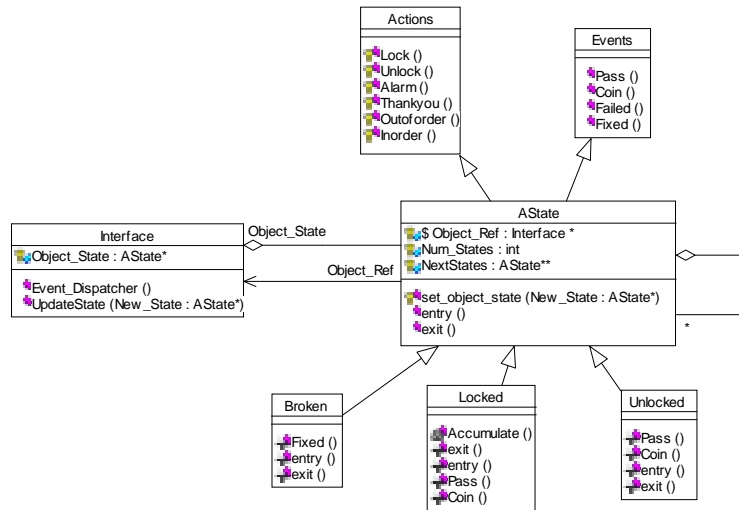 Actions
Lock ()
Unlock ()
Alarm ()
Thankyou ()
Outoforder ()
Inorder ()
Events
Pass ()
Coin ()
Failed ()
Fixed ()
Interface
Object_State : AState*
Event_Dispatcher ()
UpdateState (New_State : AState*)
Object_State
Object_Ref
AState
$ Object_Ref : Interface *
Num_States : int
NextStates : AState**
set_object_state (New_State : AState*)
entry ()
exit ()
*
Broken
Fixed ()
entry ()
exit ()
Locked
Accumulate ()
exit ()
entry ()
Pass ()
Coin ()
Unlocked
Pass ()
Coin ()
entry ()
exit ()